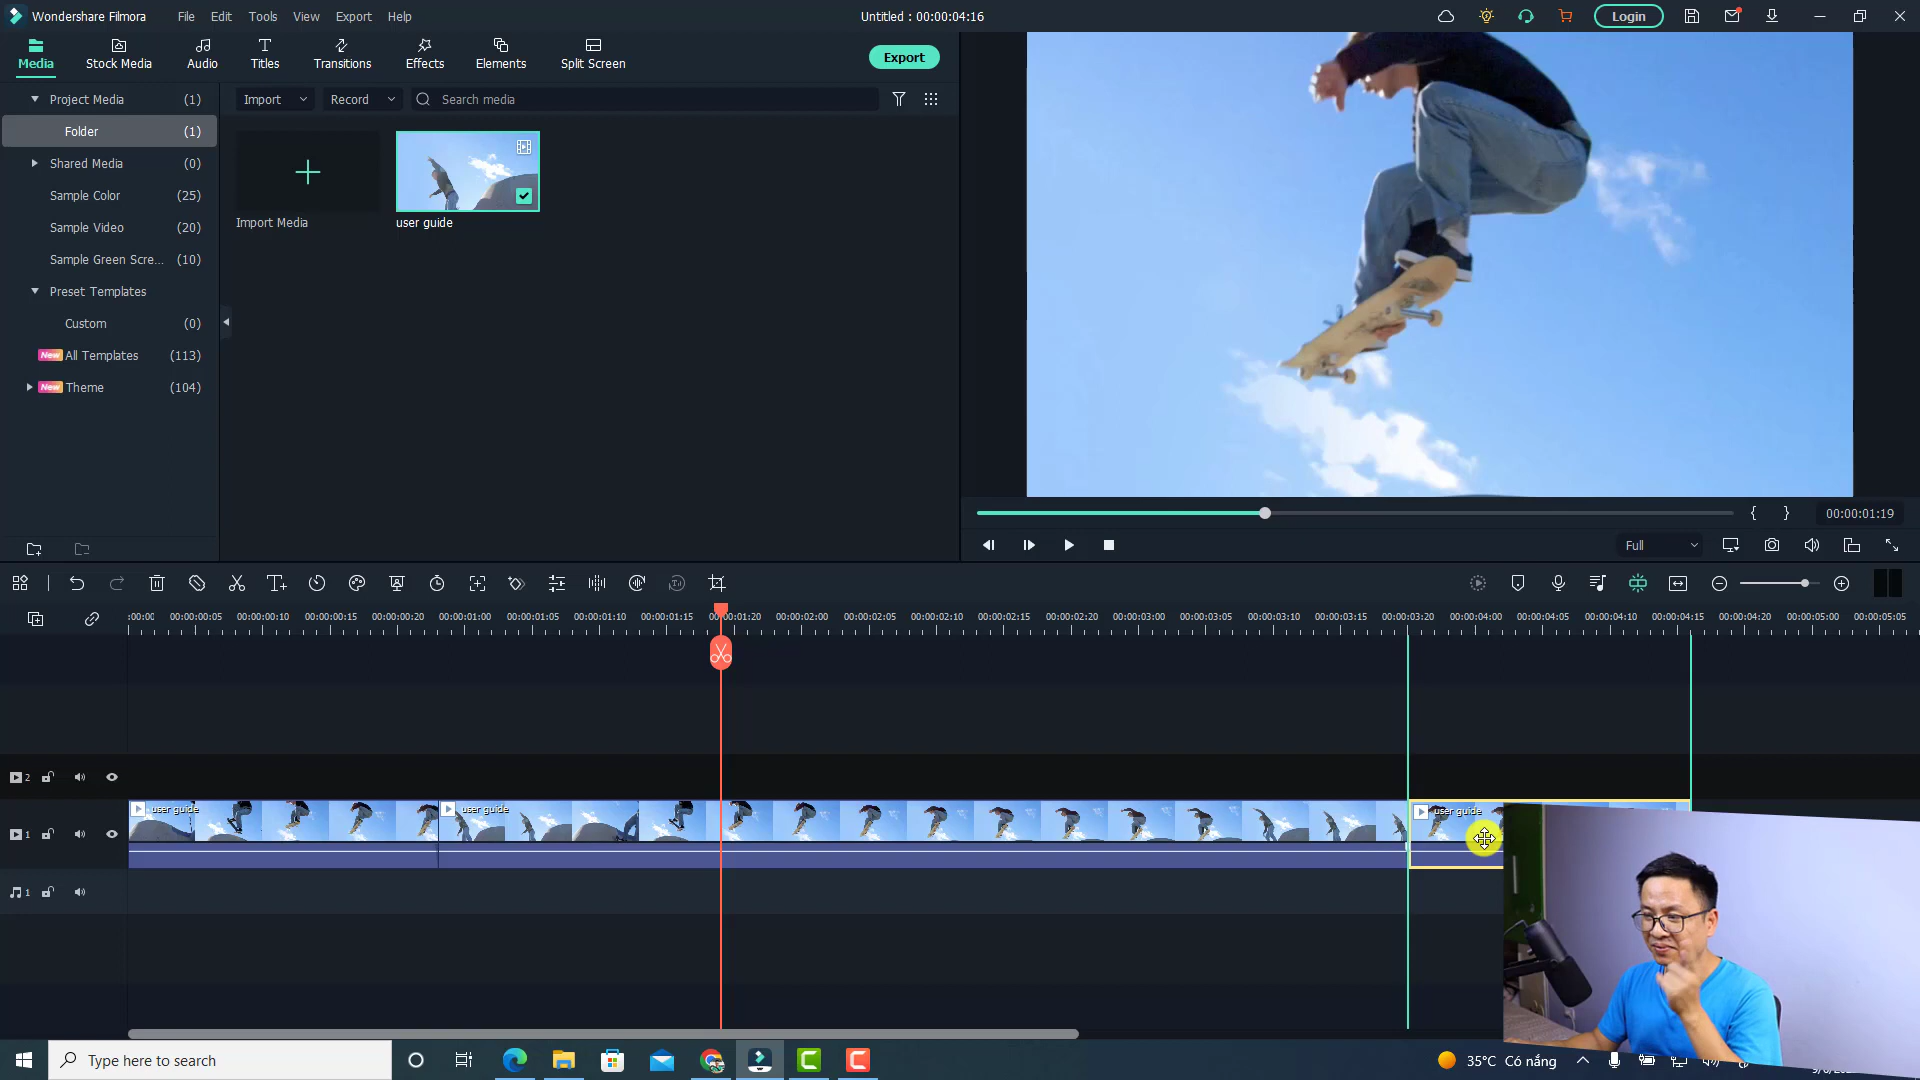 Wondershare Filmora
File Edit Tools View Export Help
Untitled : 00:00:04:16
Login
Media Stock Media Audio Titles Transitions Effects Elements Split Screen
Export
Project Media (1)
Folder (1)
Shared Media (0)
Sample Color (25)
Sample Video (20)
Sample Green Scre... (10)
Preset Templates
Custom (0)
New All Templates (113)
New Theme (104)
Import Record Search media
Import Media
user guide
00:00:01:19
Full
:00:00 00:00:00:05 00:00:00:10 00:00:00:15 00:00:00:20 00:00:01:00 00:00:01:05 00:00:01:10 00:00:01:15 00:00:01:20 00:00:02:00 00:00:02:05 00:00:02:10 00:00:02:15 00:00:02:20 00:00:03:00 00:00:03:05 00:00:03:10 00:00:03:15 00:00:03:20 00:00:04:00 00:00:04:05 00:00:04:10 00:00:04:15 00:00:04:20 00:00:05:00 00:00:05:05
2
user guide user guide user guide
1
1
Type here to search
35°C Có nắng